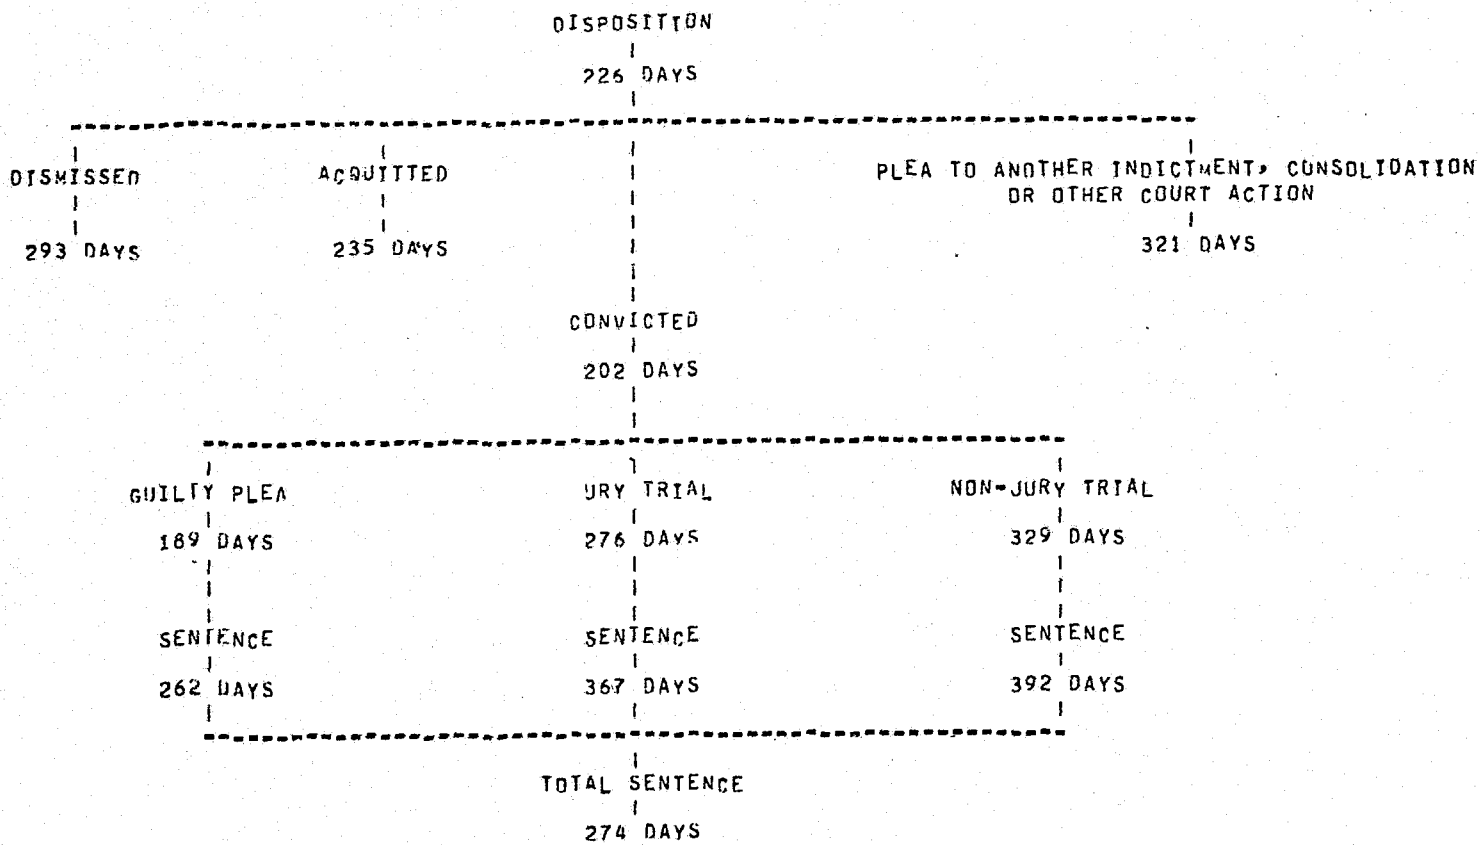 DISPOSITION
226 DAYS
DISMISSED
ACQUITTED
PLEA TO ANOTHER INDICTMENT, CONSOLIDATION
OR OTHER COURT ACTION
293 DAYS
235 DAYS
321 DAYS
CONVICTED
202 DAYS
GUILTY PLEA
URY TRIAL
NON-JURY TRIAL
189 DAYS
276 DAYS
329 DAYS
SENTENCE
SENTENCE
SENTENCE
262 DAYS
367 DAYS
392 DAYS
TOTAL SENTENCE
274 DAYS